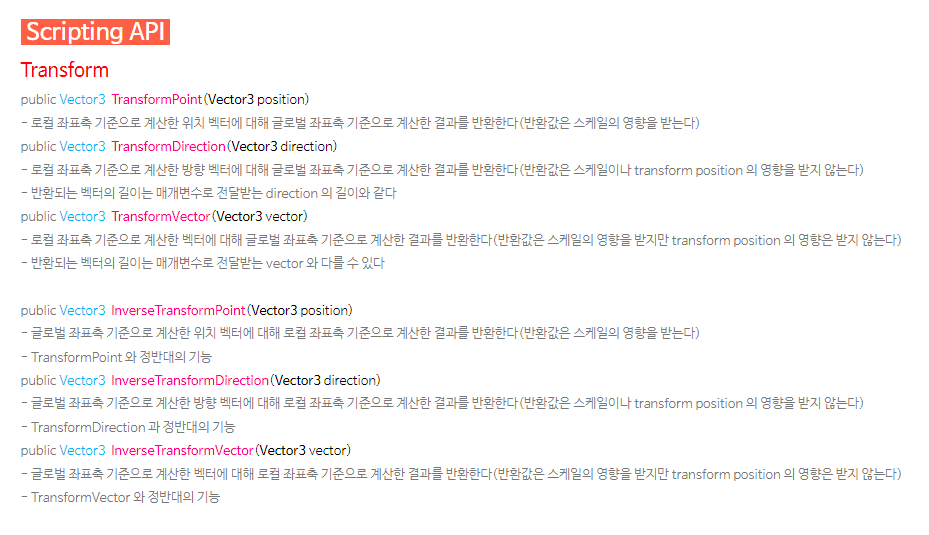 Scripting API
Transform
public Vector3 TransformPoint(Vector3 position)
- 로컬 좌표축 기준으로 계산한 위치 벡터에 대해 글로벌 좌표축 기준으로 계산한 결과를 반환한다(반환값은 스케일의 영향을 받는다)
public Vector3 TransformDirection(Vector3 direction)
- 로컬 좌표축 기준으로 계산한 방향 벡터에 대해 글로벌 좌표축 기준으로 계산한 결과를 반환한다(반환값은 스케일이나 transform position 의 영향을 받지 않는다)
- 반환되는 벡터의 길이는 매개변수로 전달받는 direction 의 길이와 같다
public Vector3 TransformVector(Vector3 vector)
- 로컬 좌표축 기준으로 계산한 벡터에 대해 글로벌 좌표축 기준으로 계산한 결과를 반환한다(반환값은 스케일의 영향을 받지만 transform position 의 영향은 받지 않는다)
- 반환되는 벡터의 길이는 매개변수로 전달받는 vector 와 다를 수 있다
public Vector3 InverseTransformPoint(Vector3 position)
- 글로벌 좌표축 기준으로 계산한 위치 벡터에 대해 로컬 좌표축 기준으로 계산한 결과를 반환한다(반환값은 스케일의 영향을 받는다)
- TransformPoint 와 정반대의 기능
public Vector3 InverseTransformDirection(Vector3 direction)
- 글로벌 좌표축 기준으로 계산한 방향 벡터에 대해 로컬 좌표축 기준으로 계산한 결과를 반환한다(반환값은 스케일이나 transform position 의 영향을 받지 않는다)
- TransformDirection 과 정반대의 기능
public Vector3 InverseTransformVector(Vector3 vector)
- 글로벌 좌표축 기준으로 계산한 벡터에 대해 로컬 좌표축 기준으로 계산한 결과를 반환한다(반환값은 스케일의 영향을 받지만 transform position 의 영향은 받지 않는다)
- TransformVector 와 정반대의 기능